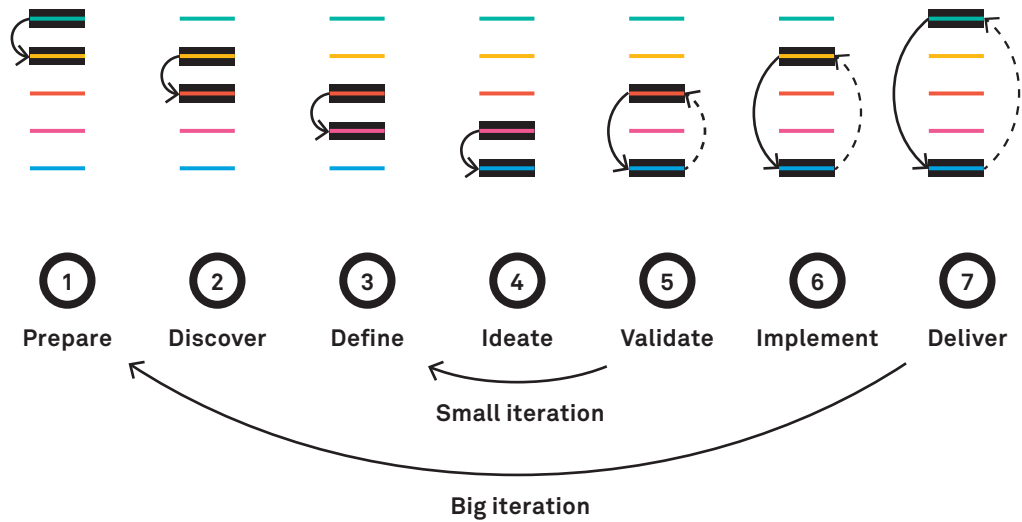 1 2 3 4 5 6 7
Prepare Discover Define Ideate Validate Implement Deliver
Small iteration
Big iteration